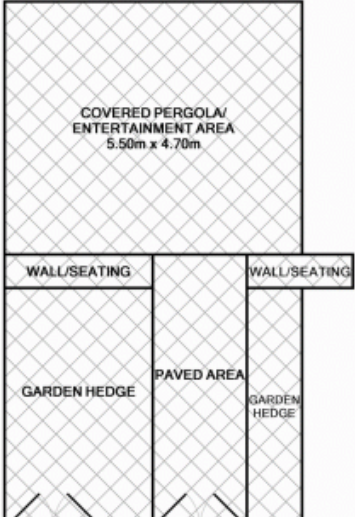 COVERED PERGOLA/
ENTERTAINMENT AREA
5.50m x 4.70m
WALL/SEATING
WALL/SEATING
PAVED AREA
GARDEN HEDGE
GARDEN
HEDGE